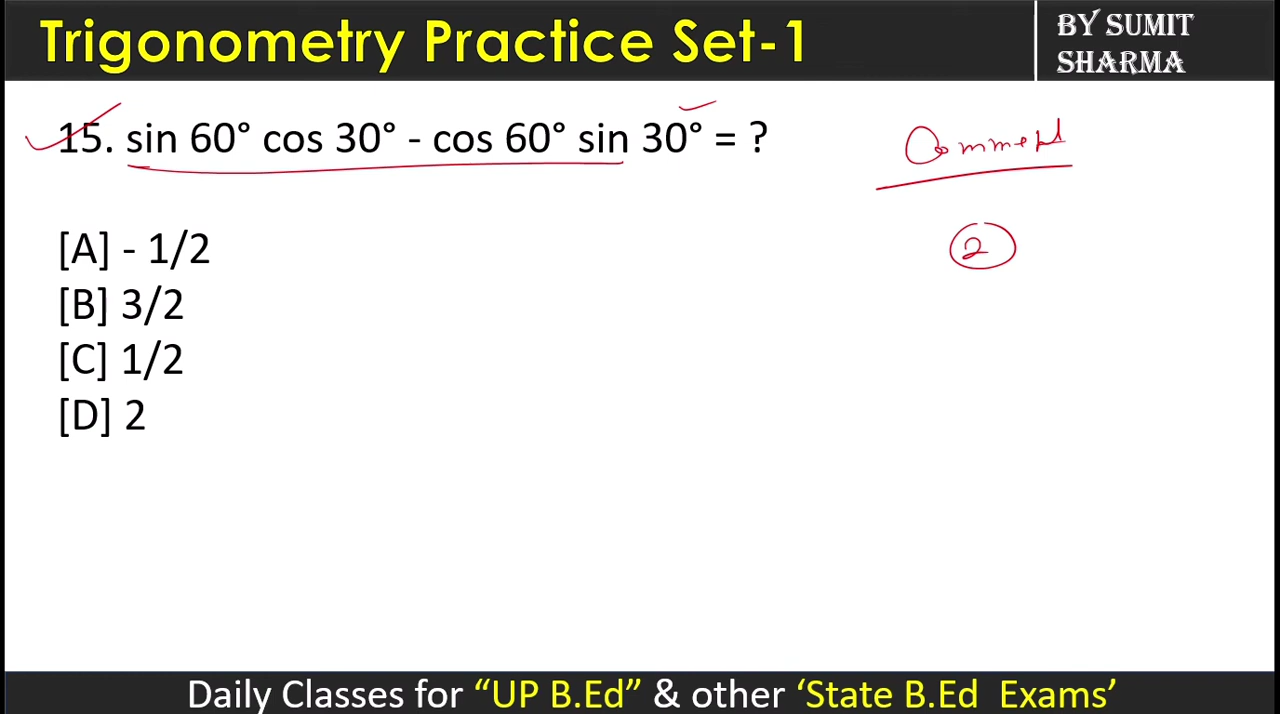 Trigonometry Practice Set-1
BY SUMIT
SHARMA
15. sin 60° cos 30° - cos 60° sin 30° = ?
Comment
2
[A] - 1/2
[B] 3/2
[C] 1/2
[D] 2
Daily Classes for “UP B.Ed” & other ‘State B.Ed Exams’